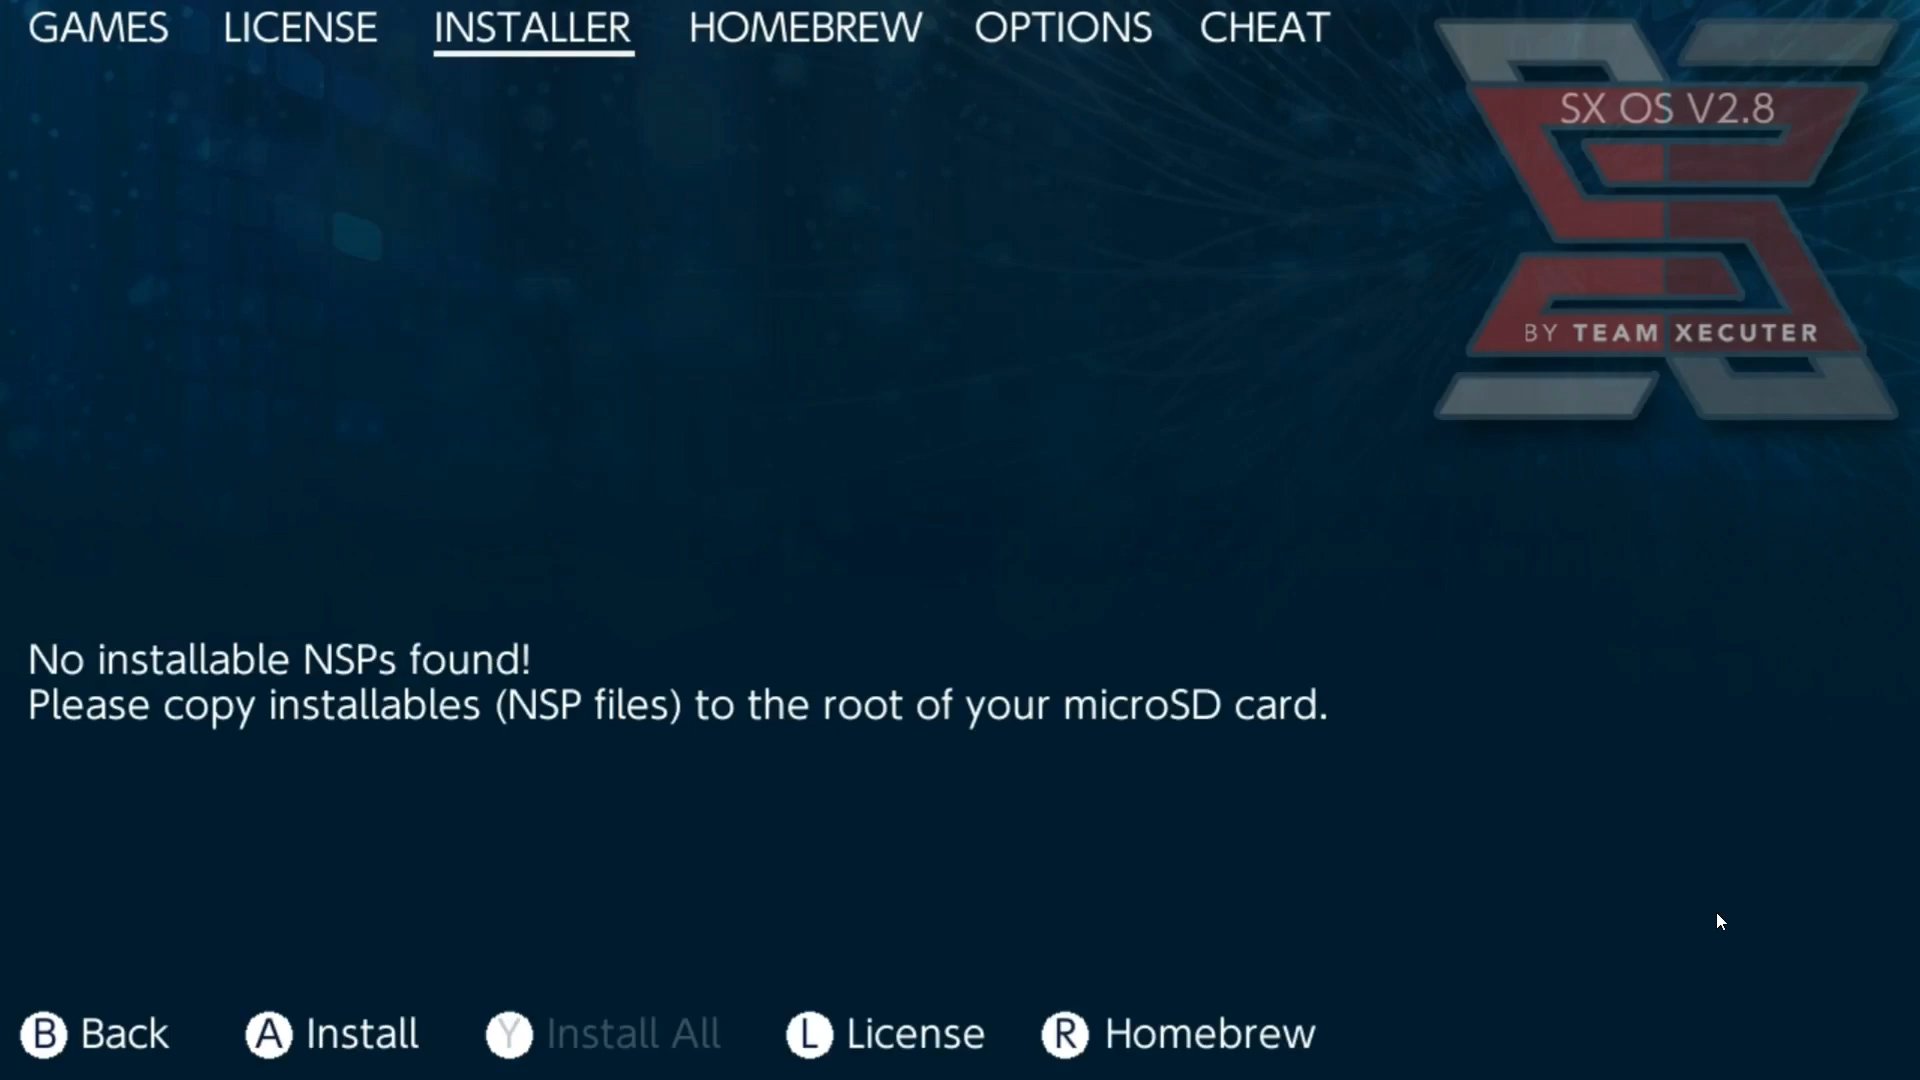 GAMES LICENSE INSTALLER HOMEBREW OPTIONS CHEAT
SX OS V2.8
BY TEAM XECUTER
No installable NSPs found!
Please copy installables (NSP files) to the root of your microSD card.
B Back A Install Y Install All L License R Homebrew